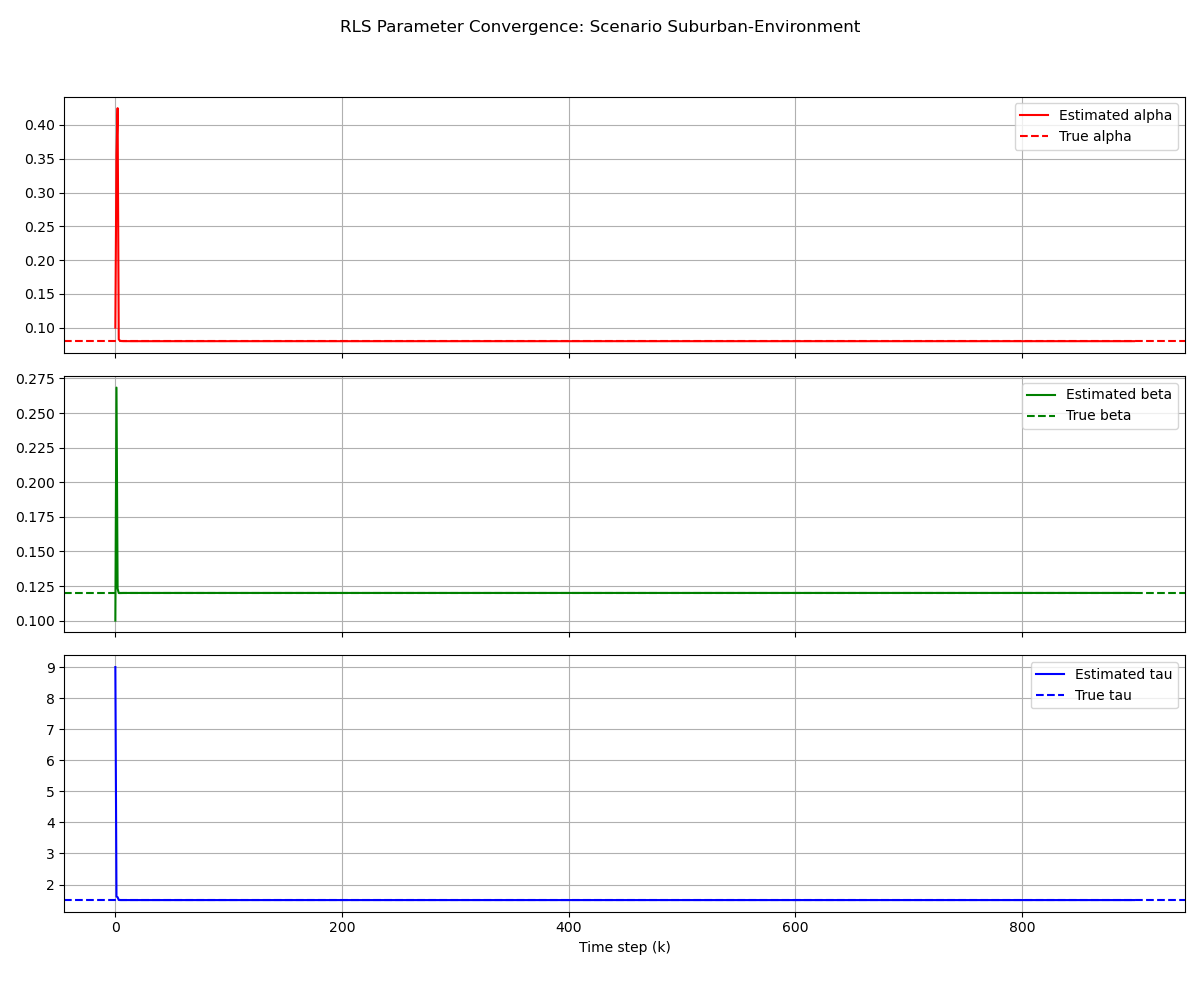 RLS Parameter Convergence: Scenario Suburban-Environment
0.40
0.35
0.30
0.25
0.20
0.15
0.10
Estimated alpha
True alpha
0.275
0.250
0.225
0.200
0.175
0.150
0.125
0.100
Estimated beta
True beta
9
8
7
6
5
4
3
2
Estimated tau
True tau
0 200 400 600 800
Time step (k)